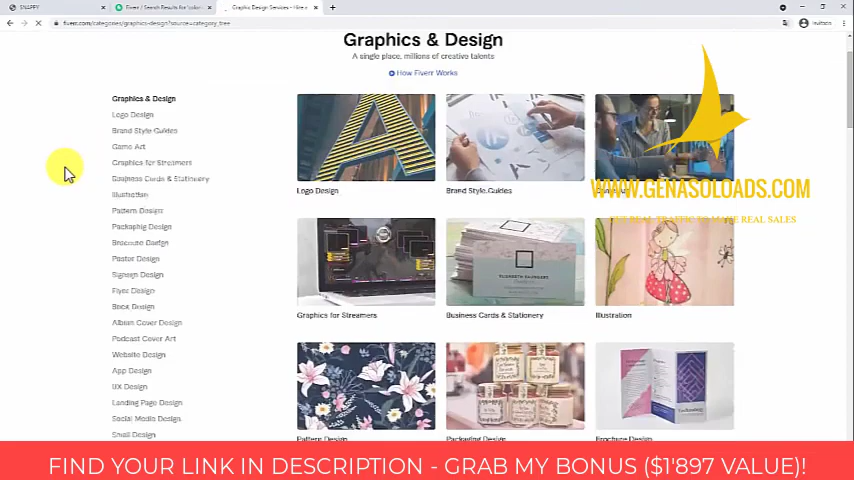 SNAPPY
Fiverr / Search Results for 'colori
Graphic Design Services - Hire a
fiverr.com/categories/graphics-design?source=category_tree
Invitado
Graphics & Design
A single place, millions of creative talents
How Fiverr Works
Graphics & Design
Logo Design
Brand Style Guides
Game Art
Graphics for Streamers
Business Cards & Stationery
Illustration
Pattern Design
Packaging Design
Brochure Design
Poster Design
Signage Design
Flyer Design
Book Design
Album Cover Design
Podcast Cover Art
Website Design
App Design
UX Design
Landing Page Design
Social Media Design
Email Design
Logo Design
Brand Style Guides
WWW.GENASOLOADS.COM
GET REAL TRAFFIC TO MAKE REAL SALES
Graphics for Streamers
Business Cards & Stationery
Illustration
Pattern Design
Packaging Design
Brochure Design
FIND YOUR LINK IN DESCRIPTION - GRAB MY BONUS ($1'897 VALUE)!